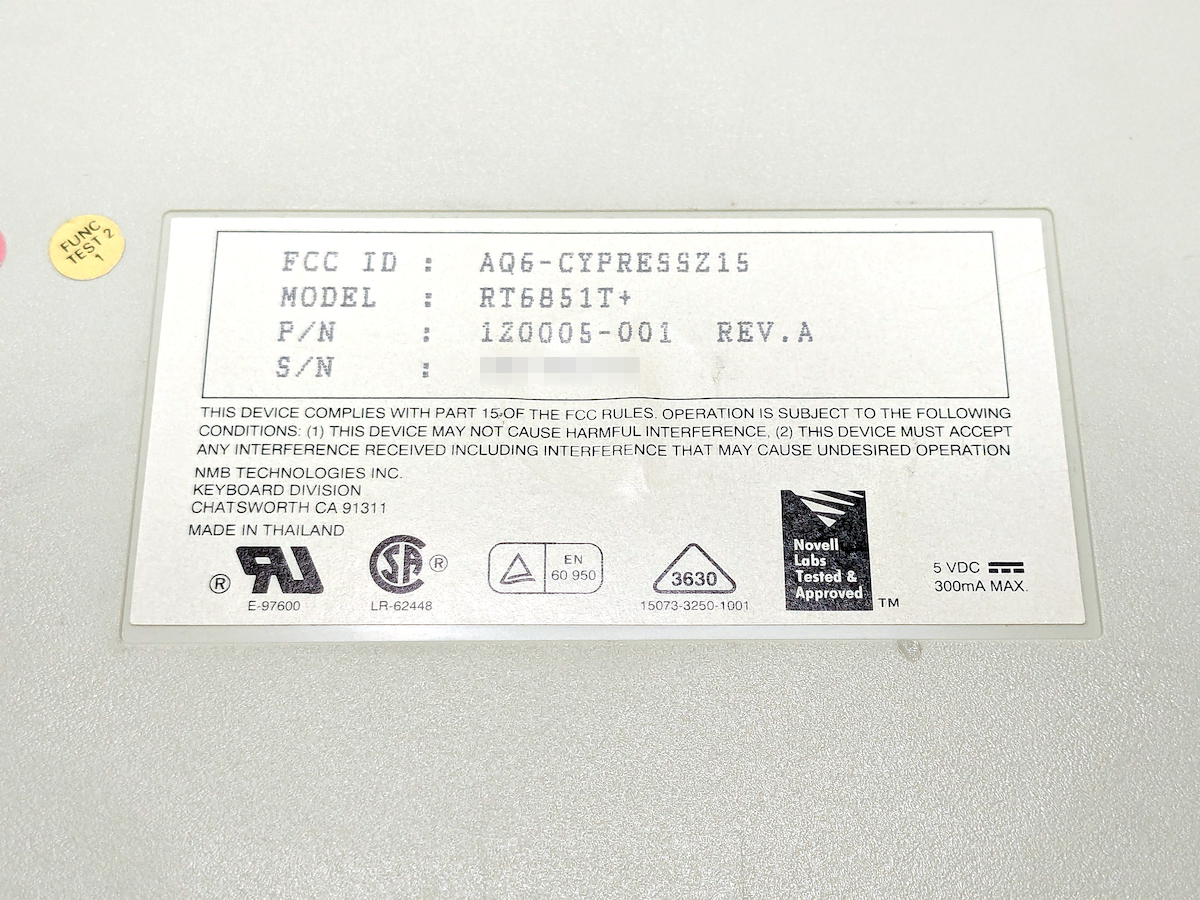 FUNC
TEST 2
1
FCC ID : AQ6-CYPRESSZ15
MODEL : RT6851T+
P/N : 120005-001 REV.A
S/N :
THIS DEVICE COMPLIES WITH PART 15 OF THE FCC RULES. OPERATION IS SUBJECT TO THE FOLLOWING
CONDITIONS: (1) THIS DEVICE MAY NOT CAUSE HARMFUL INTERFERENCE, (2) THIS DEVICE MUST ACCEPT
ANY INTERFERENCE RECEIVED INCLUDING INTERFERENCE THAT MAY CAUSE UNDESIRED OPERATION
NMB TECHNOLOGIES INC.
KEYBOARD DIVISION
CHATSWORTH CA 91311
MADE IN THAILAND
® RU
E-97600
SA ®
LR-62448
EN
60 950
3630
15073-3250-1001
Novell
Labs
Tested &
Approved ™
5 VDC
300mA MAX.